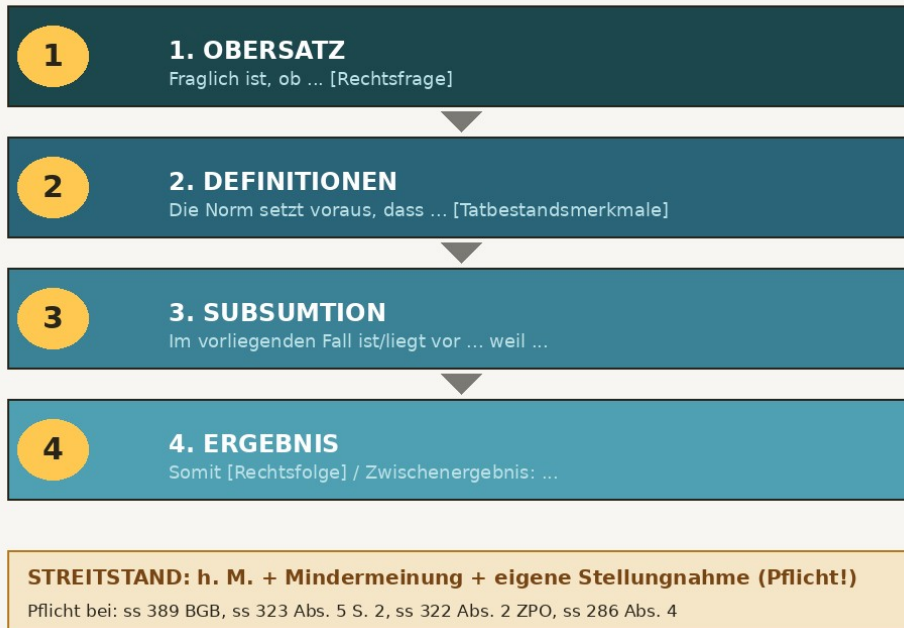 1
1. OBERSATZ
Fraglich ist, ob ... [Rechtsfrage]
2
2. DEFINITIONEN
Die Norm setzt voraus, dass ... [Tatbestandsmerkmale]
3
3. SUBSUMTION
Im vorliegenden Fall ist/liegt vor ... weil ...
4
4. ERGEBNIS
Somit [Rechtsfolge] / Zwischenergebnis: ...
STREITSTAND: h. M. + Mindermeinung + eigene Stellungnahme (Pflicht!)
Pflicht bei: ss 389 BGB, ss 323 Abs. 5 S. 2, ss 322 Abs. 2 ZPO, ss 286 Abs. 4